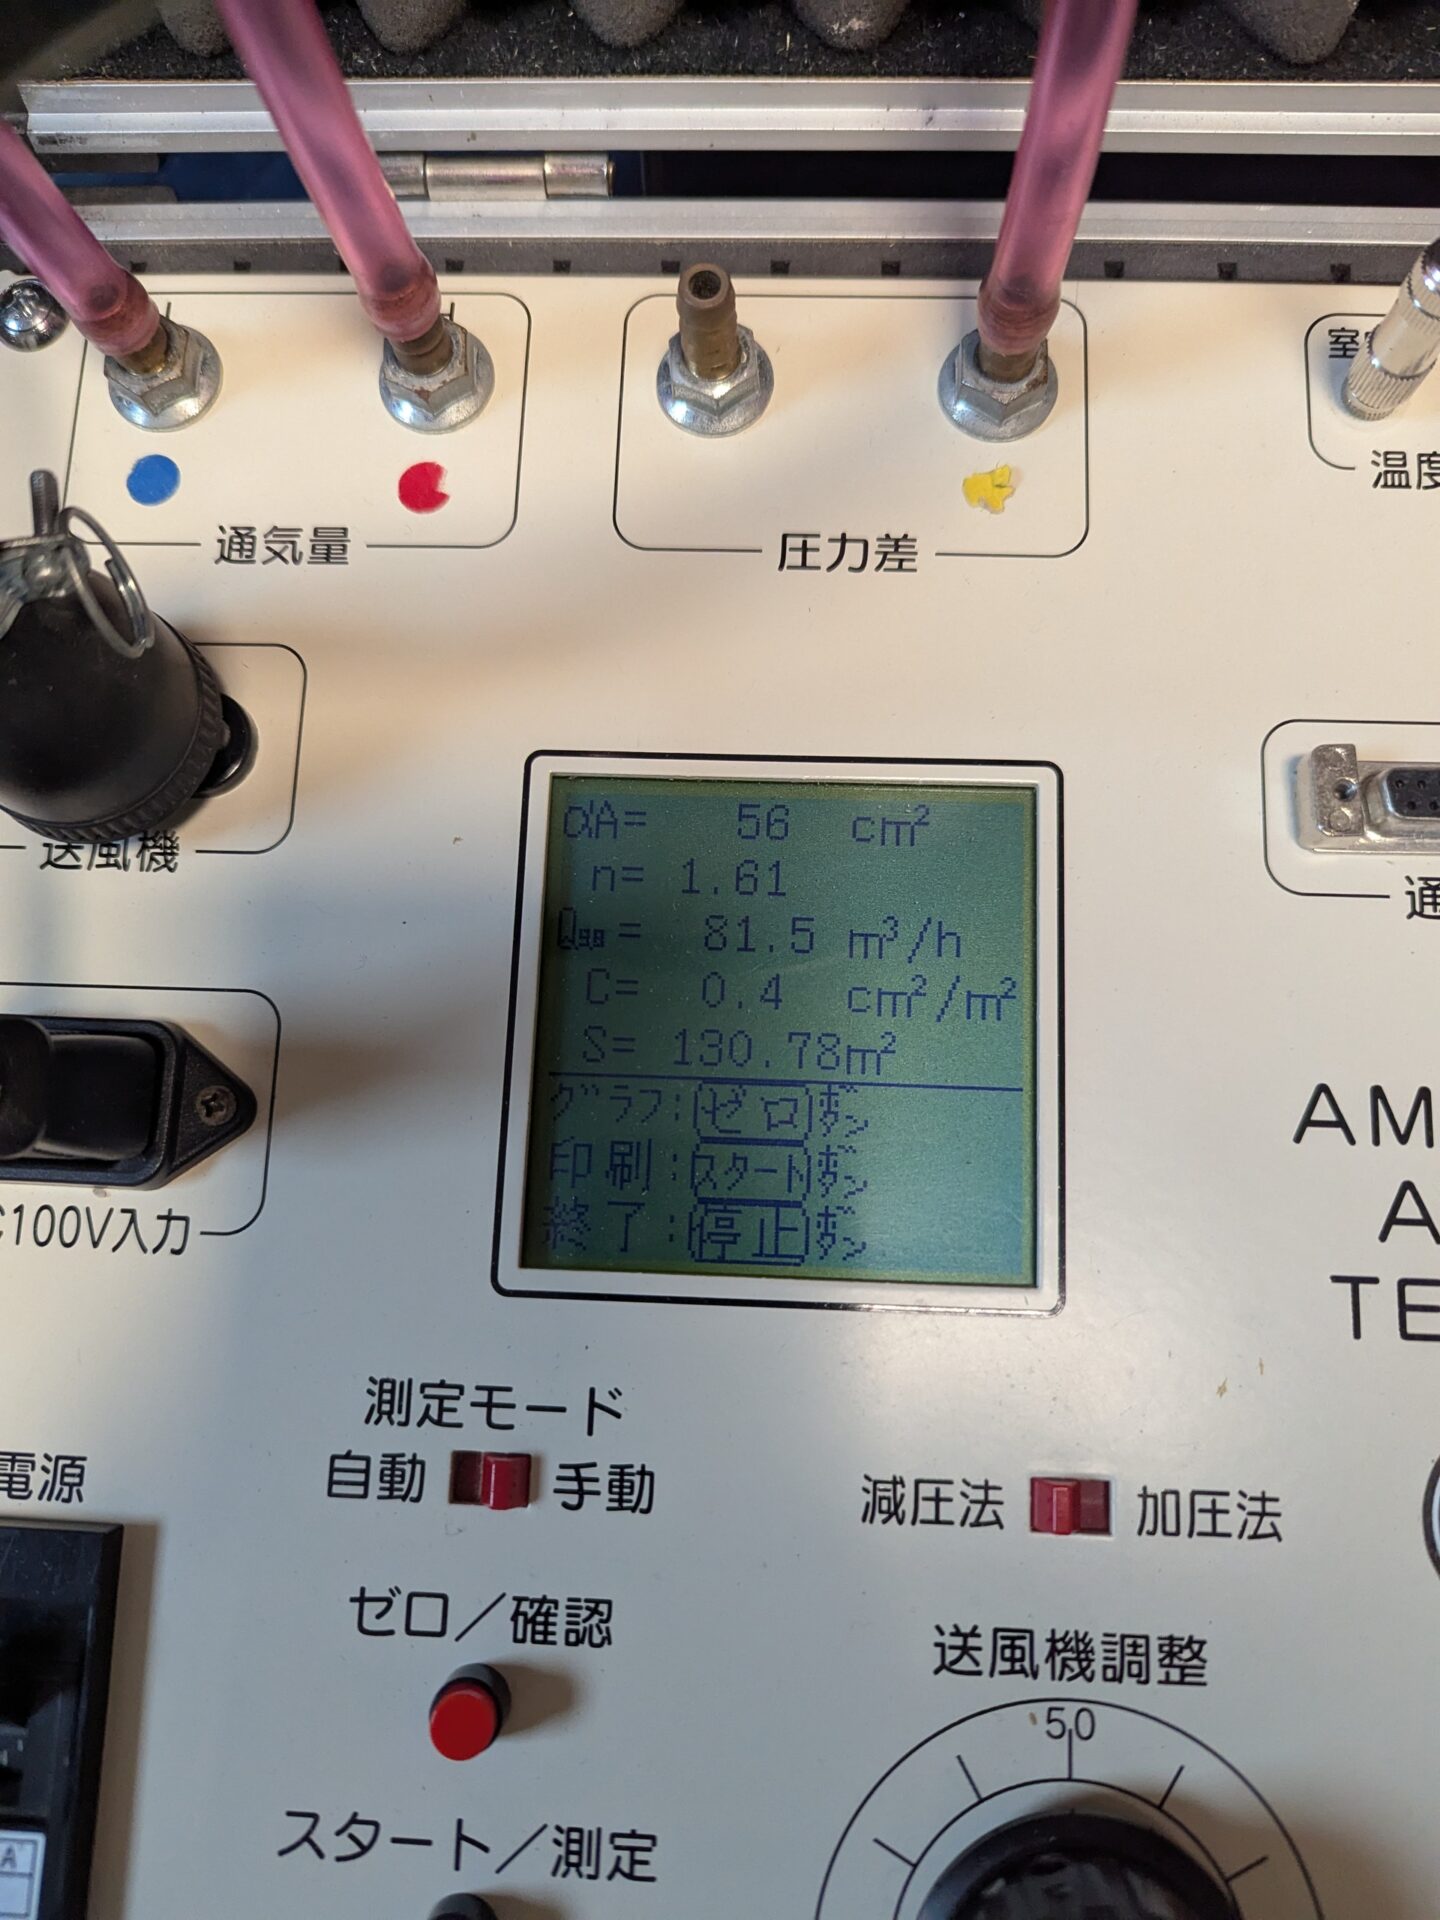 通気量
圧力差
温度
送風機
αA= 56 cm²
n= 1.61
Q9.8= 81.5 m³/h
C= 0.4 cm²/m²
S= 130.78m²
グラフ:ゼロボタン
印刷:スタートボタン
終了:停止ボタン
通
C100V入力
AM
A
TE
測定モード
自動 手動
減圧法 加圧法
電源
ゼロ/確認
送風機調整
50
スタート/測定
A